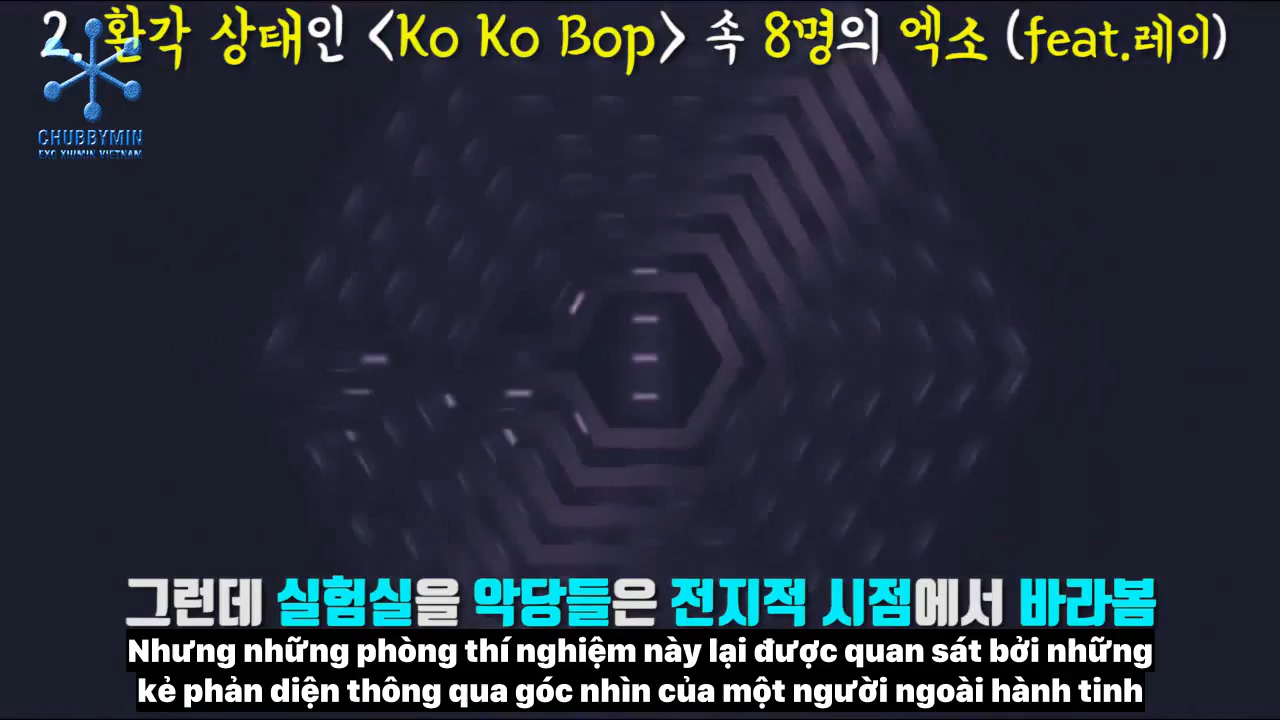 2. 환각 상태인 <Ko Ko Bop> 속 8명의 엑소 (feat.레이)
CHUBBYMIN
EXO XIUMIN VIETNAM
그런데 실험실을 악당들은 전지적 시점에서 바라봄
Nhưng những phòng thí nghiệm này lại được quan sát bởi những
kẻ phản diện thông qua góc nhìn của một người ngoài hành tinh